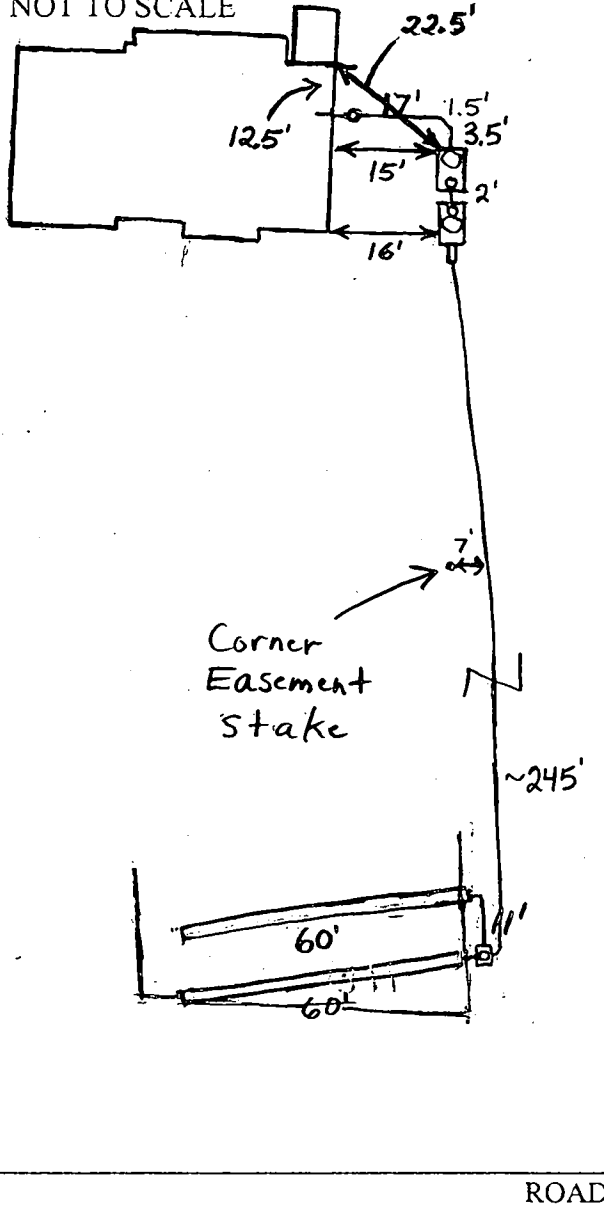 NOT TO SCALE
22.5'
17'
1.5'
3.5'
12.5'
15'
2'
16'
7'
Corner
Easement
stake
~245'
11'
60'
60'
ROAD